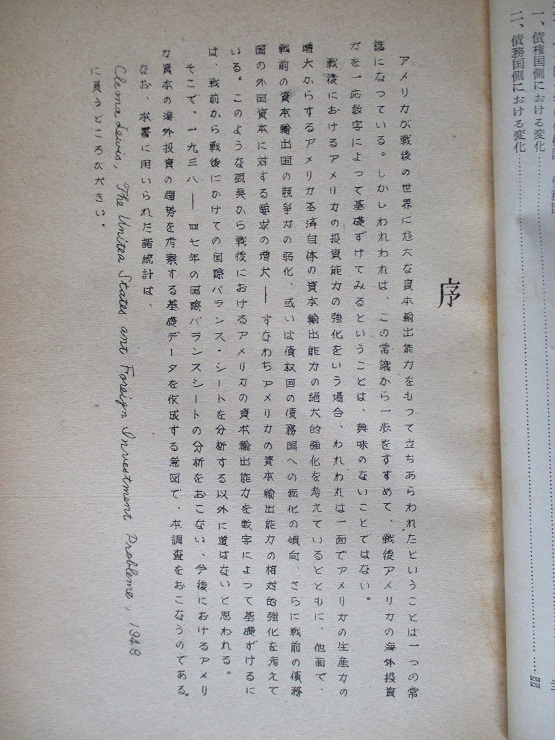 一、債権国側における変化
二、債務国側における変化
序
アメリカが戦後の世界に尨大な資本輸出能力をもつて立ちあらわれたということは一つの常
識になっている。しかしわれわれは、この常識から一歩をすすめて、戦後アメリカの海外投資
力を一応数字によって基礎ずけてみるということは、興味のないことではない。
戦後におけるアメリカの投資能力の強化をいう場合、われわれは一面でアメリカの生産力の
増大からするアメリカ経済自体の資本輸出能力の絶大的強化を考えているとともに、他面で、
戦前の資本輸出国の競争力の弱化、或いは債权国の債務国への転化の傾向、さらに戦前の債務
国の外国資本に対する要求の増大――すなわちアメリカの資本輸出能力の相対的強化を考えて
いる。このような観点から戦後におけるアメリカの資本輸出能力を数字によって基礎ずけるに
は、戦前から戦後にかけての国際バランス・シートを分析する以外に道はないと思われる。
そこで、一九三八――四七年の国際バランスシートの分析をおこない、今後におけるアメリ
カ資本の海外投資の趨勢を考察する基礎データを作成する意図で、本調査をおこなうのである。
なお、本書に用いられた諸統計は、
Cleona Lewis, The United States and Foreign Investment Problems, 1948
に負うところが大きい。